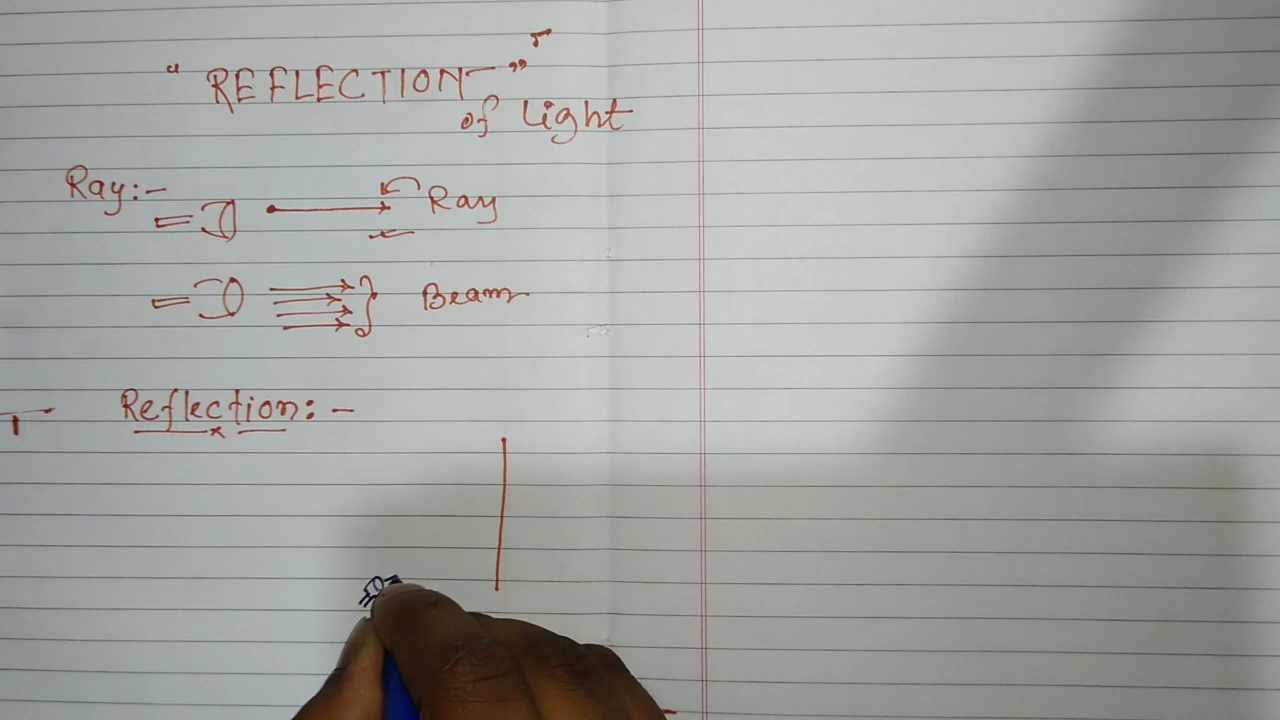 “ REFLECTION ”
of Light
Ray:-
Ray
Beam
Reflection:-